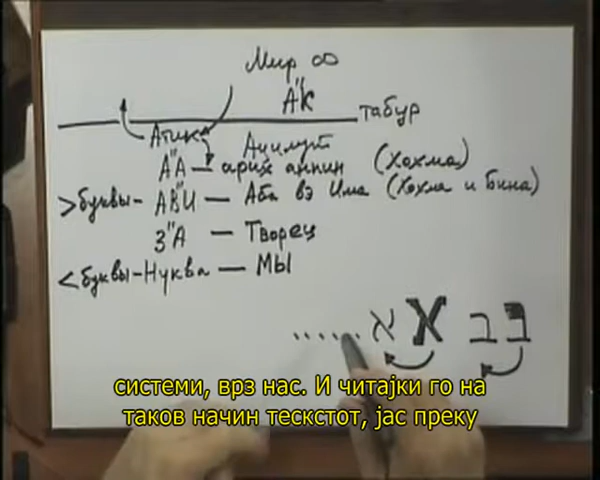 Мир ∞
А"К
табур
Атик
Ацилут
А"А — арих анпин (Хохма)
>буквы- АВ"И — Аба вэ Има (Хохма и Бина)
З"А — Творец
<буквы-Нуква — МЫ
..... א א ב ב
системи, врз нас. И читајки го на
таков начин тескстот, јас преку